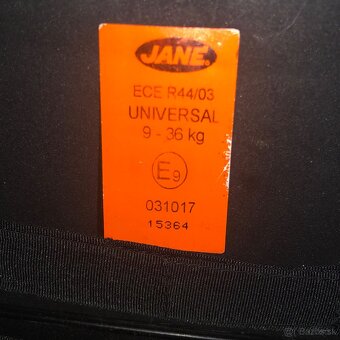 JANE.
ECE R44/03
UNIVERSAL
9 - 36 kg
E9
031017
15364